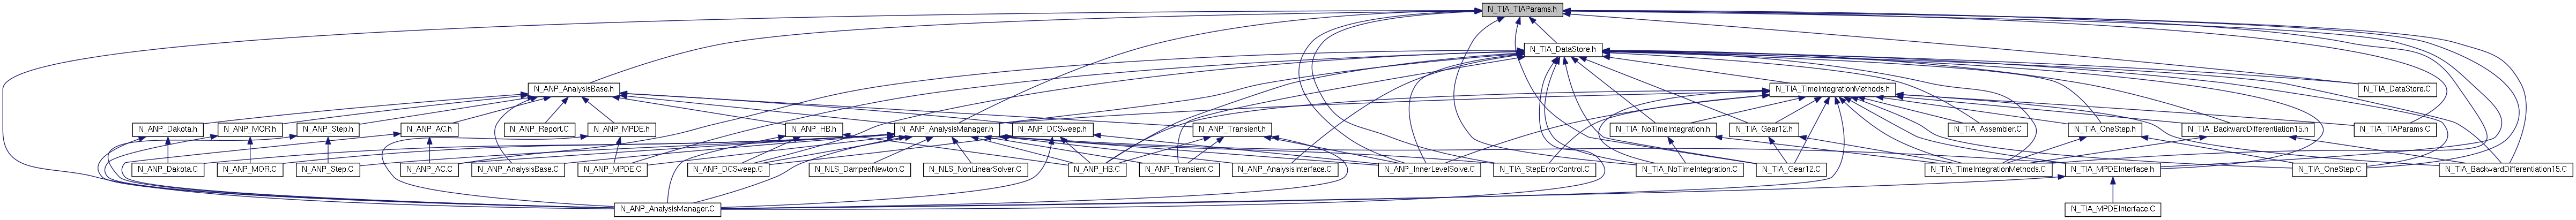 N_TIA_TIAParams.h
N_TIA_DataStore.h
N_ANP_AnalysisBase.h
N_TIA_TimeIntegrationMethods.h
N_TIA_DataStore.C
N_ANP_Dakota.h
N_ANP_MOR.h
N_ANP_Step.h
N_ANP_AC.h
N_ANP_Report.C
N_ANP_MPDE.h
N_ANP_HB.h
N_ANP_AnalysisManager.h
N_ANP_DCSweep.h
N_ANP_Transient.h
N_TIA_NoTimeIntegration.h
N_TIA_Gear12.h
N_TIA_Assembler.C
N_TIA_OneStep.h
N_TIA_BackwardDifferentiation15.h
N_TIA_TIAParams.C
N_ANP_Dakota.C
N_ANP_MOR.C
N_ANP_Step.C
N_ANP_AC.C
N_ANP_AnalysisBase.C
N_ANP_MPDE.C
N_ANP_DCSweep.C
N_NLS_DampedNewton.C
N_NLS_NonLinearSolver.C
N_ANP_HB.C
N_ANP_Transient.C
N_ANP_AnalysisInterface.C
N_ANP_InnerLevelSolve.C
N_TIA_StepErrorControl.C
N_TIA_NoTimeIntegration.C
N_TIA_Gear12.C
N_TIA_TimeIntegrationMethods.C
N_TIA_MPDEInterface.h
N_TIA_OneStep.C
N_TIA_BackwardDifferentiation15.C
N_ANP_AnalysisManager.C
N_TIA_MPDEInterface.C